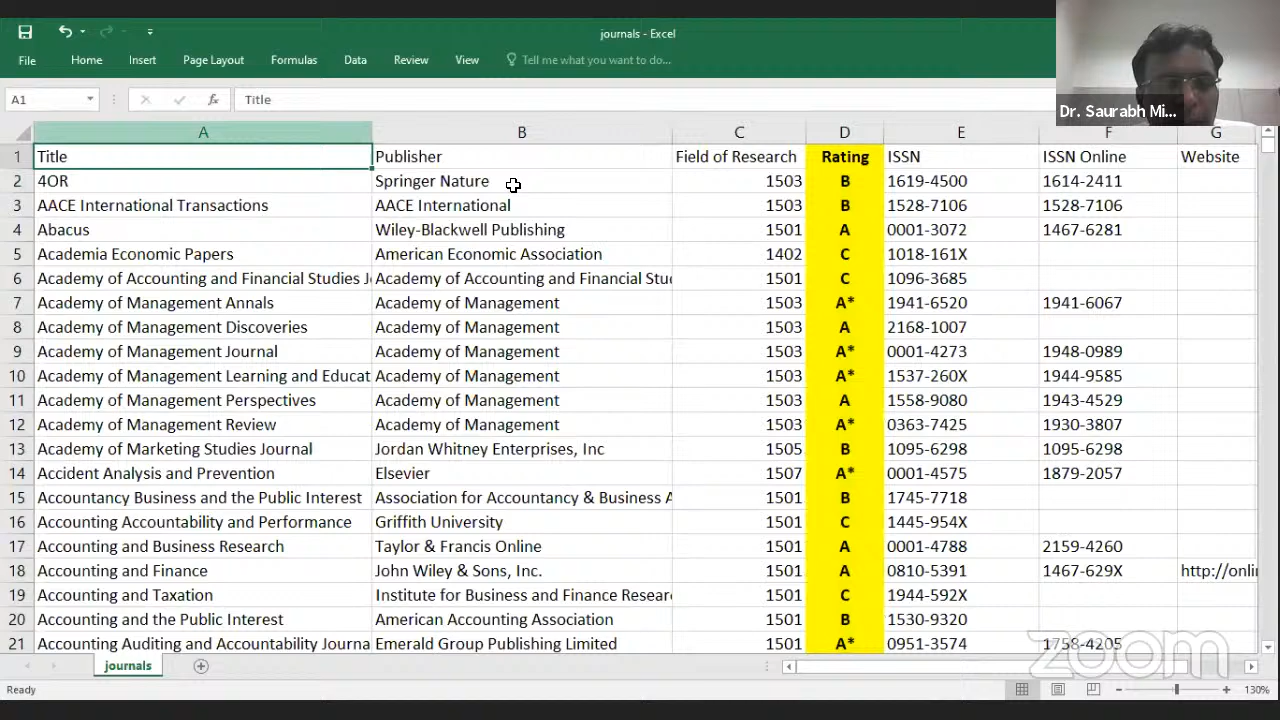 journals - Excel
File Home Insert Page Layout Formulas Data Review View Tell me what you want to do...
A1 fx Title
Dr. Saurabh Mi...
A B C D E F G
1 Title Publisher Field of Research Rating ISSN ISSN Online Website
2 4OR Springer Nature 1503 B 1619-4500 1614-2411
3 AACE International Transactions AACE International 1503 B 1528-7106 1528-7106
4 Abacus Wiley-Blackwell Publishing 1501 A 0001-3072 1467-6281
5 Academia Economic Papers American Economic Association 1402 C 1018-161X
6 Academy of Accounting and Financial Studies J Academy of Accounting and Financial Stu 1501 C 1096-3685
7 Academy of Management Annals Academy of Management 1503 A* 1941-6520 1941-6067
8 Academy of Management Discoveries Academy of Management 1503 A 2168-1007
9 Academy of Management Journal Academy of Management 1503 A* 0001-4273 1948-0989
10 Academy of Management Learning and Educat Academy of Management 1503 A* 1537-260X 1944-9585
11 Academy of Management Perspectives Academy of Management 1503 A 1558-9080 1943-4529
12 Academy of Management Review Academy of Management 1503 A* 0363-7425 1930-3807
13 Academy of Marketing Studies Journal Jordan Whitney Enterprises, Inc 1505 B 1095-6298 1095-6298
14 Accident Analysis and Prevention Elsevier 1507 A* 0001-4575 1879-2057
15 Accountancy Business and the Public Interest Association for Accountancy & Business A 1501 B 1745-7718
16 Accounting Accountability and Performance Griffith University 1501 C 1445-954X
17 Accounting and Business Research Taylor & Francis Online 1501 A 0001-4788 2159-4260
18 Accounting and Finance John Wiley & Sons, Inc. 1501 A 0810-5391 1467-629X http://onli
19 Accounting and Taxation Institute for Business and Finance Resear 1501 C 1944-592X
20 Accounting and the Public Interest American Accounting Association 1501 B 1530-9320
21 Accounting Auditing and Accountability Journa Emerald Group Publishing Limited 1501 A* 0951-3574 1758-4205
zoom
journals
Ready 130%